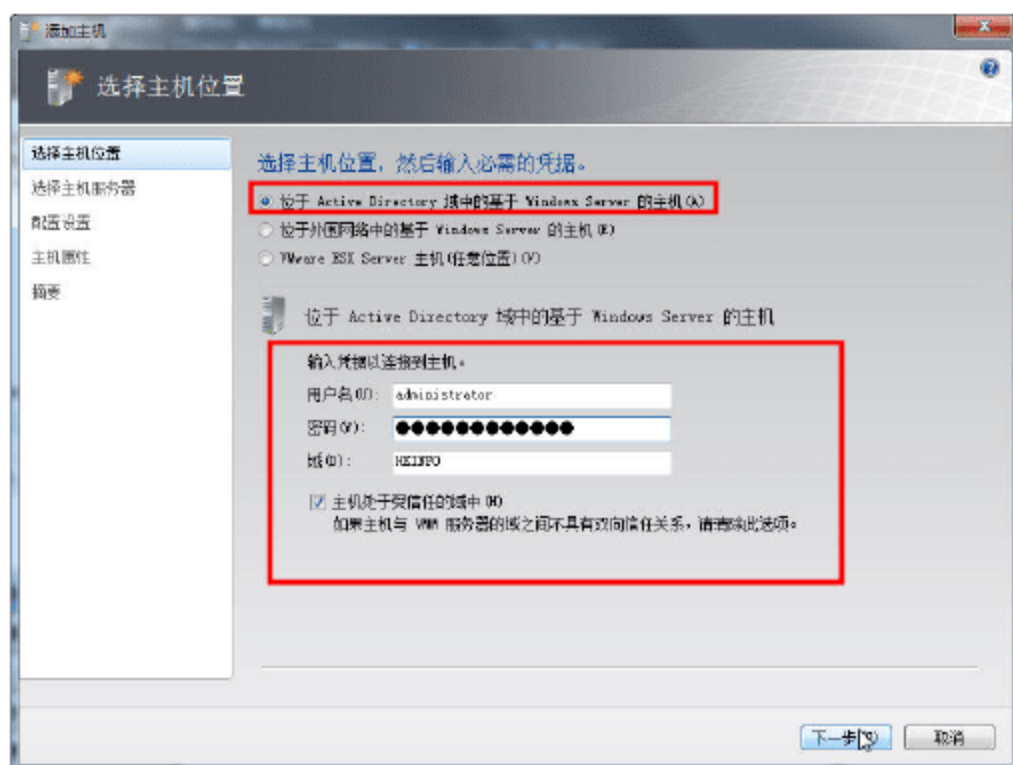 添加主机
选择主机位置
选择主机位置
选择主机服务器
配置设置
主机属性
摘要
选择主机位置，然后输入必需的凭据。
位于 Active Directory 域中的基于 Windows Server 的主机(A)
位于外围网络中的基于 Windows Server 的主机(E)
VMware ESX Server 主机(任意位置)(V)
位于 Active Directory 域中的基于 Windows Server 的主机
输入凭据以连接到主机。
用户名(U): administrator
密码(W): ●●●●●●●●●●●●
域(D):
主机处于受信任的域中(H)
如果主机与 VMM 服务器的域之间不具有双向信任关系，请清除此选项。
下一步
取消